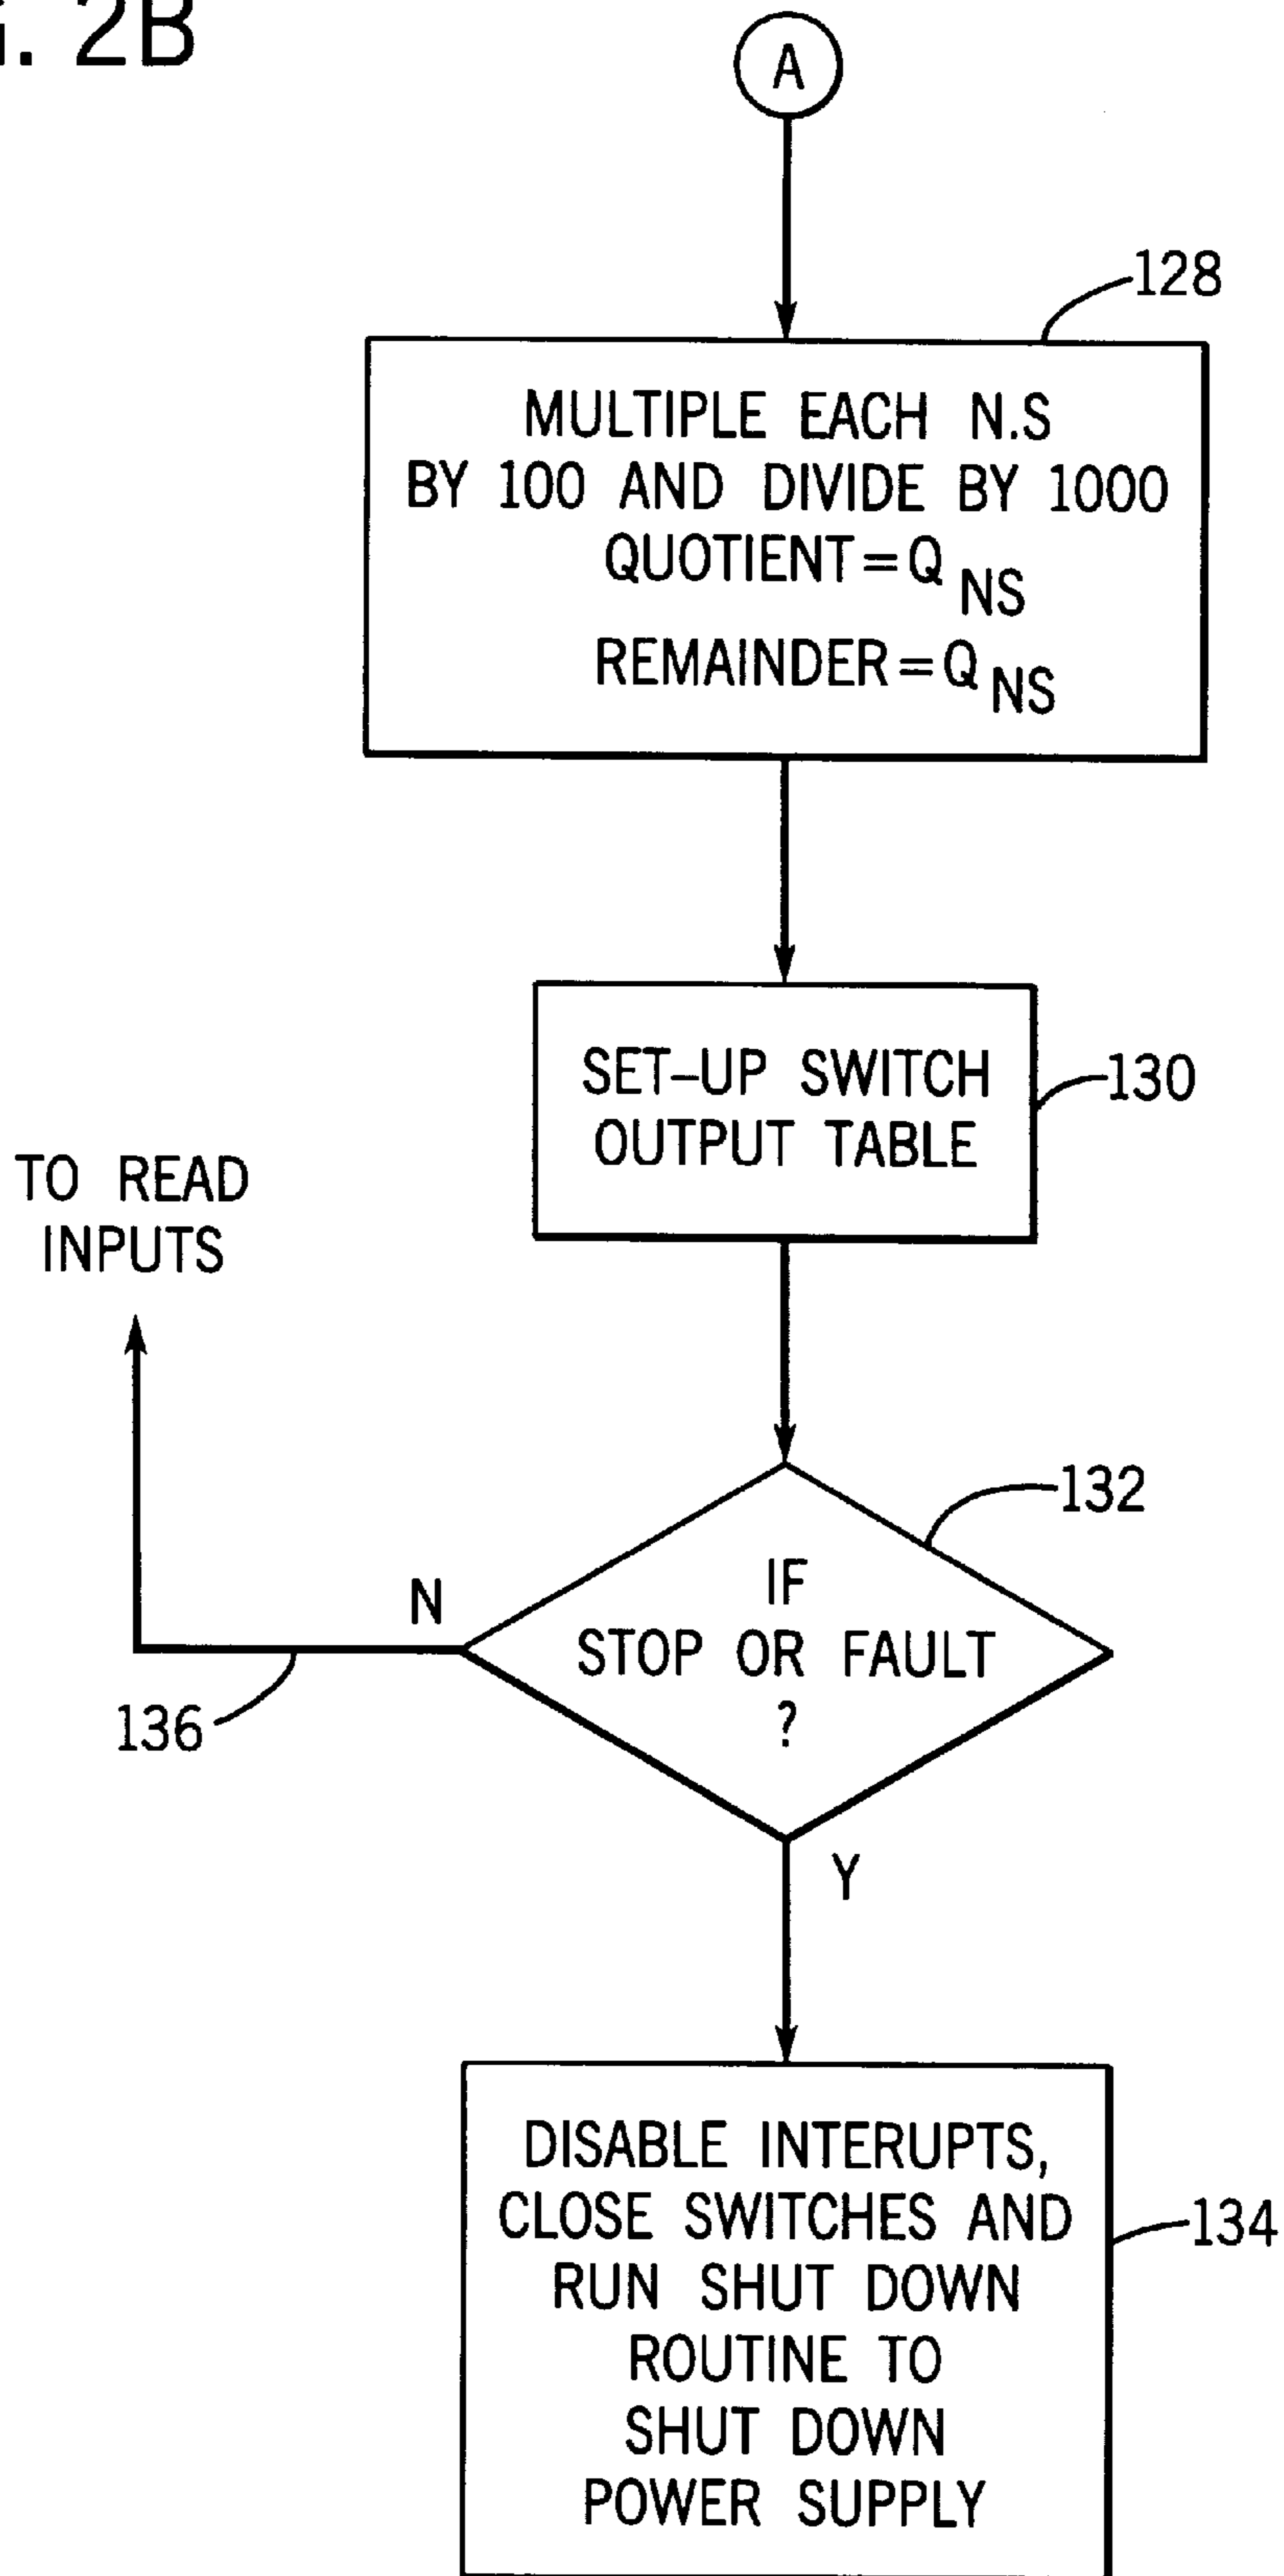 . 2B
A
128
MULTIPLE EACH N.S
BY 100 AND DIVIDE BY 1000
QUOTIENT = Q NS
REMAINDER = Q NS
SET-UP SWITCH
OUTPUT TABLE
130
TO READ
INPUTS
132
N
IF
STOP OR FAULT
?
136
Y
DISABLE INTERUPTS,
CLOSE SWITCHES AND
RUN SHUT DOWN
ROUTINE TO
SHUT DOWN
POWER SUPPLY
134